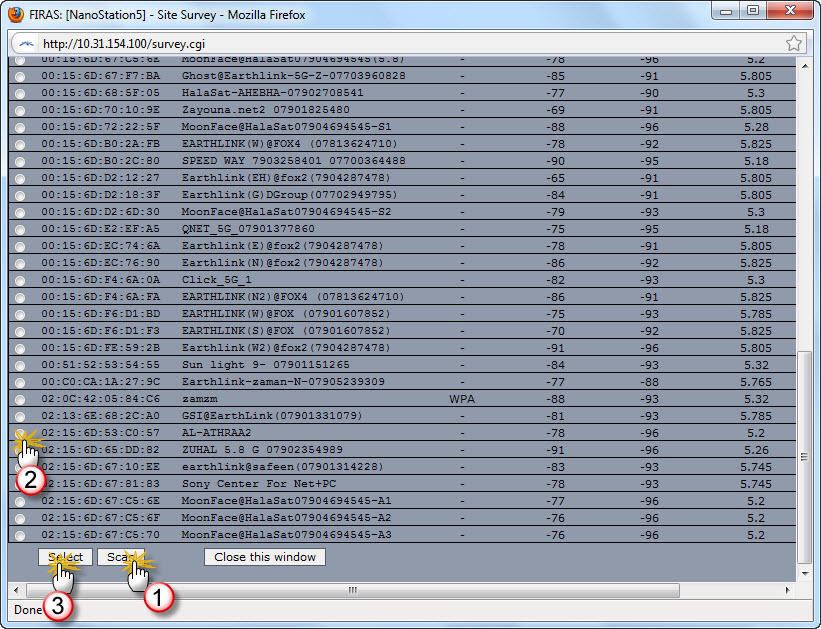 FIRAS: [NanoStation5] - Site Survey - Mozilla Firefox
http://10.31.154.100/survey.cgi
00:15:6D:67:C5:6E MoonFace@HalaSat07904694545(5.8) - -78 -96 5.2
00:15:6D:67:F7:BA Ghost@Earthlink-5G-Z-07703960828 - -85 -91 5.805
00:15:6D:68:5F:05 HalaSat-AHEBHA-07902708541 - -77 -90 5.3
00:15:6D:70:10:9E Zayouna.net2 07901825480 - -69 -91 5.805
00:15:6D:72:22:5F MoonFace@HalaSat07904694545-S1 - -88 -96 5.28
00:15:6D:B0:2A:FB EARTHLINK(W)@FOX4 (07813624710) - -78 -92 5.825
00:15:6D:B0:2C:80 SPEED WAY 7903258401 07700364488 - -90 -95 5.18
00:15:6D:D2:12:27 Earthlink(EH)@fox2(7904287478) - -65 -91 5.805
00:15:6D:D2:18:3F Earthlink(G)DGroup(07702949795) - -84 -91 5.805
00:15:6D:D2:6D:30 MoonFace@HalaSat07904694545-S2 - -79 -93 5.3
00:15:6D:E2:EF:A5 QNET_5G_07901377860 - -75 -95 5.18
00:15:6D:EC:74:6A Earthlink(E)@fox2(7904287478) - -78 -91 5.805
00:15:6D:EC:76:90 Earthlink(N)@fox2(7904287478) - -86 -92 5.805
00:15:6D:F4:6A:0A Click_5G_1 - -82 -93 5.3
00:15:6D:F4:6A:FA EARTHLINK(N2)@FOX4 (07813624710) - -86 -91 5.825
00:15:6D:F6:D1:BD EARTHLINK(W)@FOX (07901607852) - -75 -93 5.785
00:15:6D:F6:D1:F3 EARTHLINK(S)@FOX (07901607852) - -70 -92 5.825
00:15:6D:FE:59:2B Earthlink(W2)@fox2(7904287478) - -91 -96 5.805
00:51:52:53:54:55 Sun light 9- 07901151265 - -84 -93 5.32
00:C0:CA:1A:27:9C Earthlink-zaman-N-07905239309 - -77 -88 5.765
02:0C:42:05:84:C6 zamzm WPA -88 -93 5.32
02:13:6E:68:2C:A0 GSI@EarthLink(07901331079) - -81 -93 5.785
02:15:6D:53:C0:57 AL-ATHRAA2 - -78 -96 5.2
02:15:6D:65:DD:82 ZUHAL 5.8 G 07902354989 - -91 -96 5.26
02:15:6D:67:10:EE earthlink@safeen(07901314228) - -83 -93 5.745
2
02:15:6D:67:81:83 Sony Center For Net+PC - -78 -93 5.745
02:15:6D:67:C5:6E MoonFace@HalaSat07904694545-A1 - -77 -96 5.2
02:15:6D:67:C5:6F MoonFace@HalaSat07904694545-A2 - -76 -96 5.2
02:15:6D:67:C5:70 MoonFace@HalaSat07904694545-A3 - -76 -96 5.2
Select Scan Close this window
1
Done 3